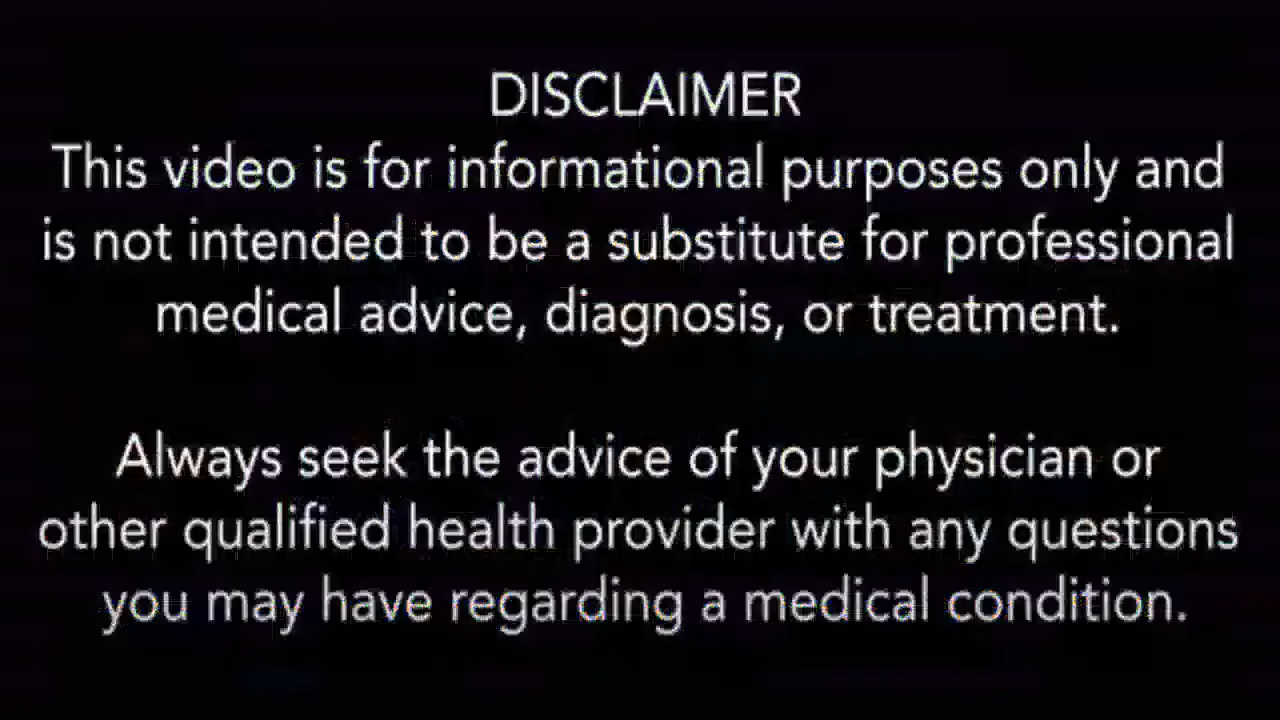 DISCLAIMER
This video is for informational purposes only and
is not intended to be a substitute for professional
medical advice, diagnosis, or treatment.
Always seek the advice of your physician or
other qualified health provider with any questions
you may have regarding a medical condition.